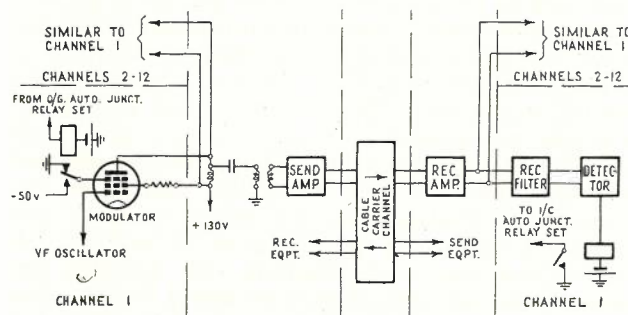 SIMILAR TO
CHANNEL 1
CHANNELS 2-12
FROM O/G. AUTO. JUNCT.
RELAY SET
-50V
MODULATOR
VF OSCILLATOR
CHANNEL 1
+130V
SEND
AMP
CABLE
CARRIER
CHANNEL
REC.
EQPT.
SEND
EQPT.
REC
AMP.
SIMILAR TO
CHANNEL 1
CHANNELS 2-12
REC
FILTER
DETEC-
TOR
TO I/C
AUTO JUNCT.
RELAY SET
CHANNEL 1